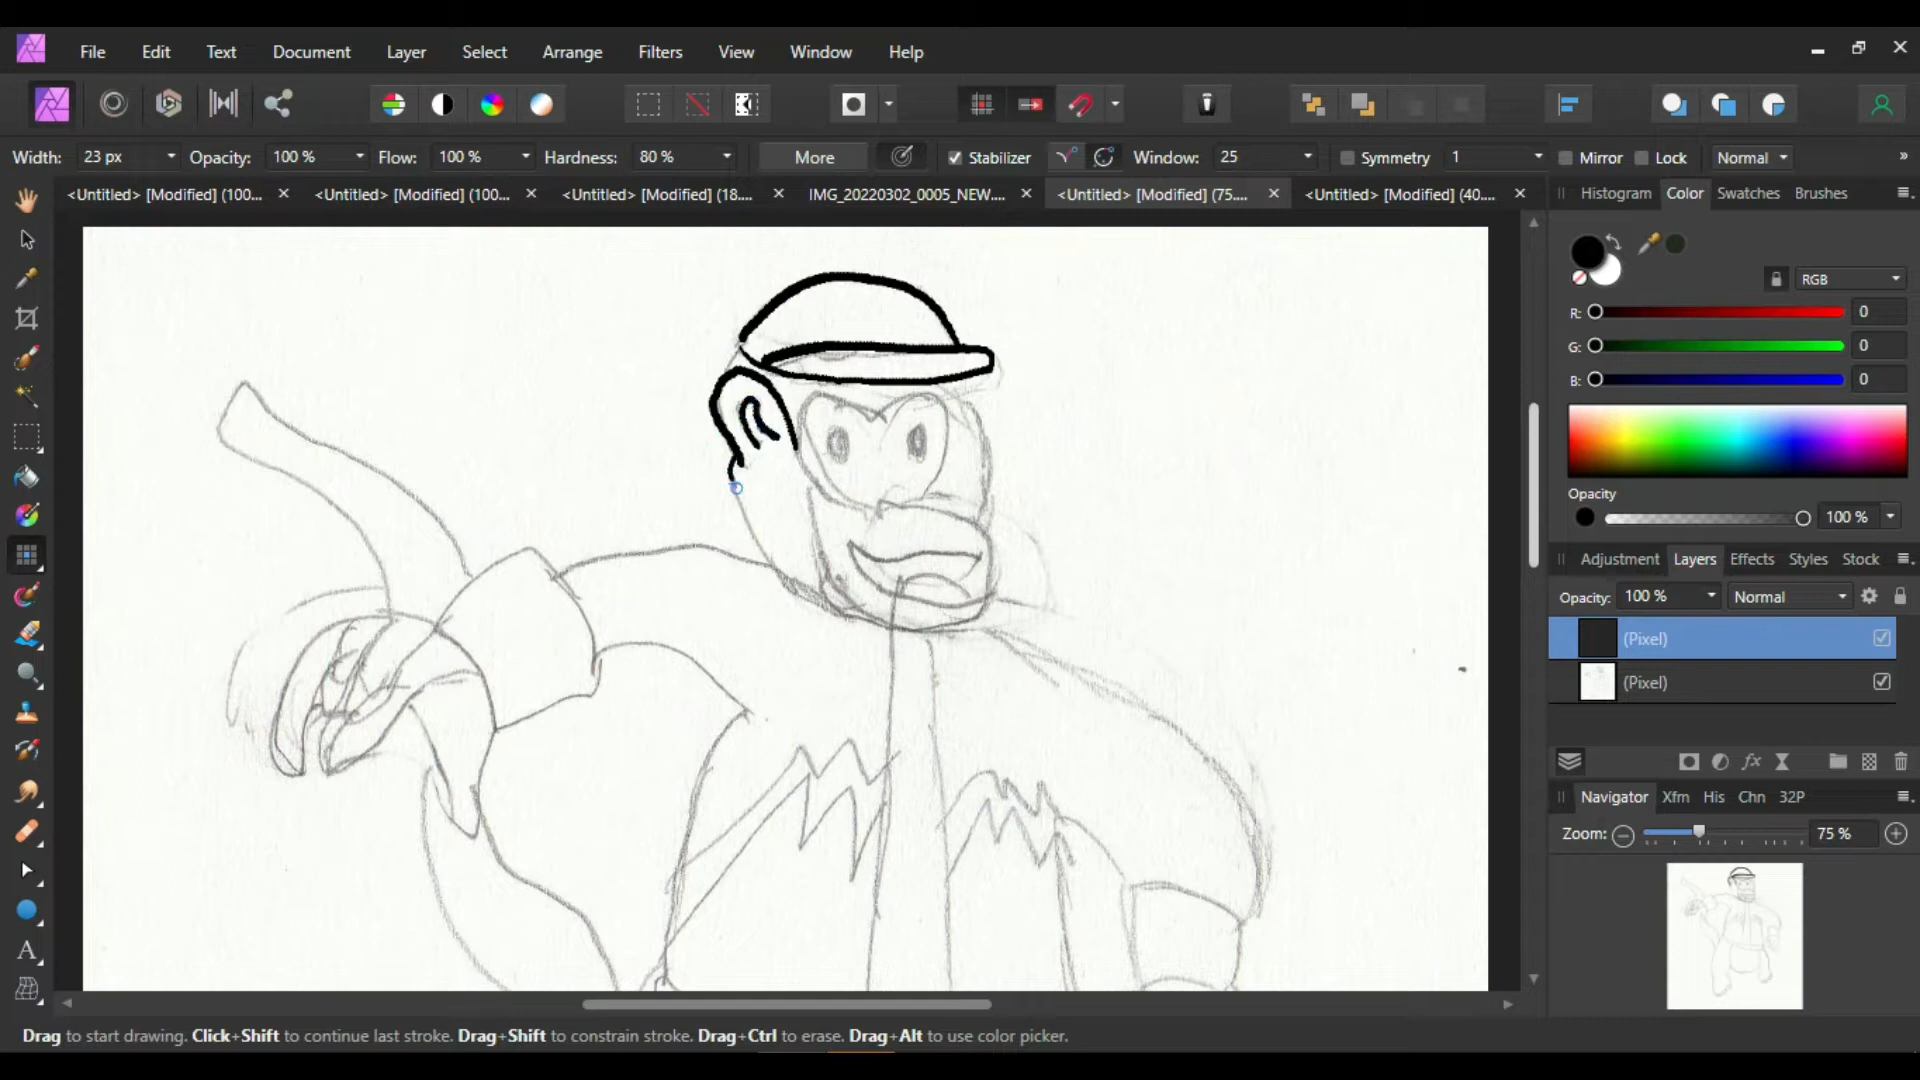 File Edit Text Document Layer Select Arrange Filters View Window Help
Width: 23 px Opacity: 100 % Flow: 100 % Hardness: 80 % More Stabilizer Window: 25 Symmetry 1 Mirror Lock Normal »
<Untitled> [Modified] (100... <Untitled> [Modified] (100... <Untitled> [Modified] (18.... IMG_20220302_0005_NEW.... <Untitled> [Modified] (75.... <Untitled> [Modified] (40....
Histogram Color Swatches Brushes
RGB
R: 0
G: 0
B: 0
Opacity
100 %
Adjustment Layers Effects Styles Stock
Opacity: 100 % Normal
(Pixel)
(Pixel)
fx
Navigator Xfm His Chn 32P
Zoom: 75 %
A
Drag to start drawing. Click+Shift to continue last stroke. Drag+Shift to constrain stroke. Drag+Ctrl to erase. Drag+Alt to use color picker.